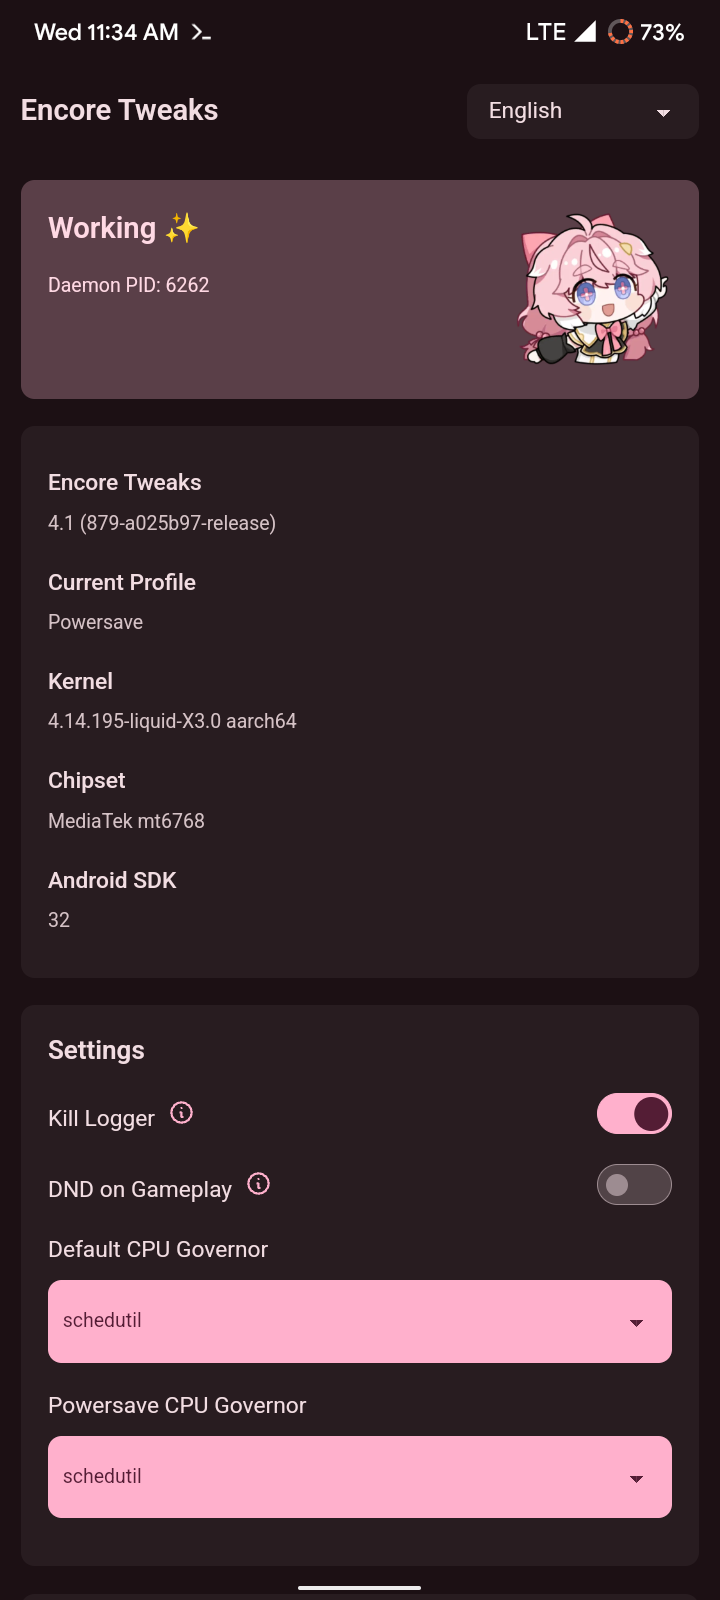 Wed 11:34 AM
LTE 73%
Encore Tweaks
English
Working ✨
Daemon PID: 6262
Encore Tweaks
4.1 (879-a025b97-release)
Current Profile
Powersave
Kernel
4.14.195-liquid-X3.0 aarch64
Chipset
MediaTek mt6768
Android SDK
32
Settings
Kill Logger
DND on Gameplay
Default CPU Governor
schedutil
Powersave CPU Governor
schedutil